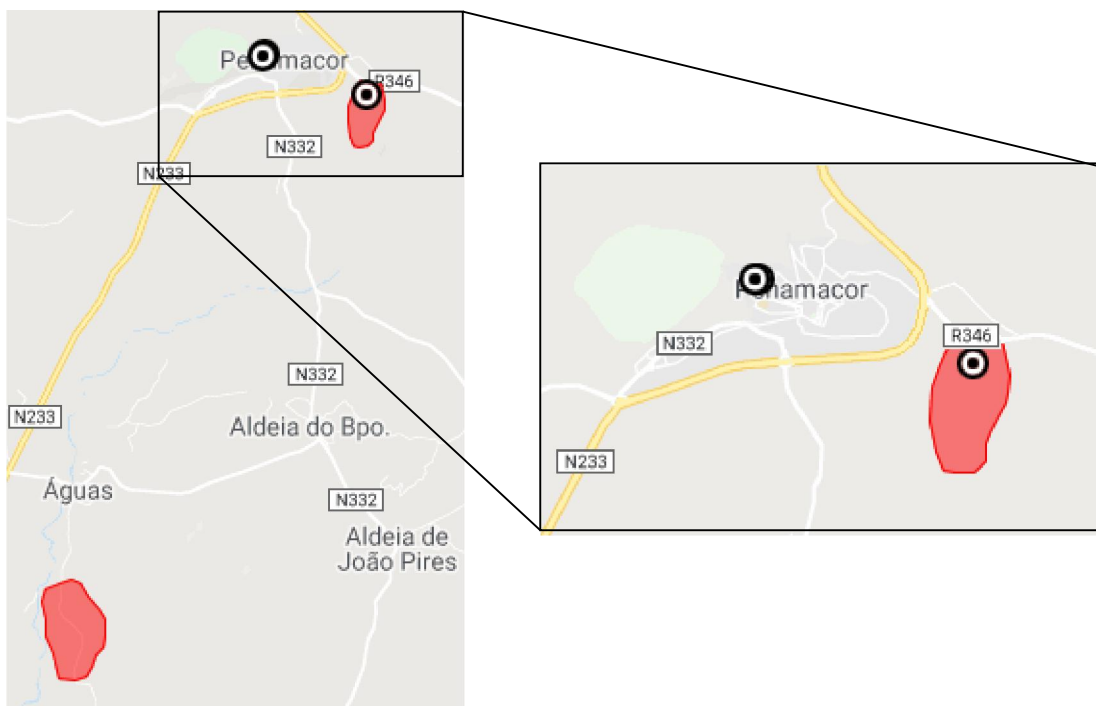 Penamacor
R346
N332
N233
N332
N233
Aldeia do Bpo.
Águas
N332
Aldeia de
João Pires
Penamacor
N332
R346
N233